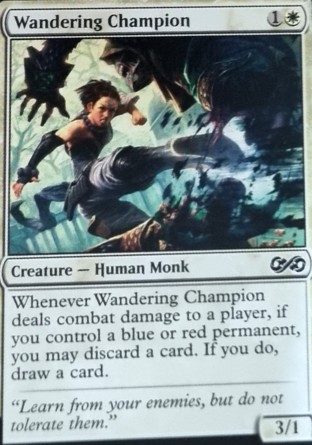 Wandering Champion 1
Creature — Human Monk
Whenever Wandering Champion
deals combat damage to a player, if
you control a blue or red permanent,
you may discard a card. If you do,
draw a card.
“Learn from your enemies, but do not
tolerate them.”
3/1